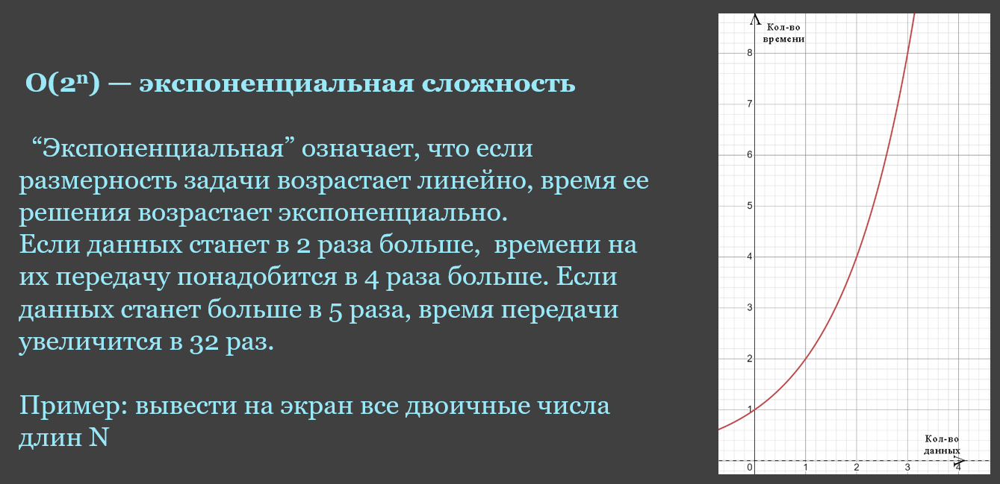 O(2ⁿ) — экспоненциальная сложность
“Экспоненциальная” означает, что если
размерность задачи возрастает линейно, время ее
решения возрастает экспоненциально.
Если данных станет в 2 раза больше, времени на
их передачу понадобится в 4 раза больше. Если
данных станет больше в 5 раза, время передачи
увеличится в 32 раз.
Пример: вывести на экран все двоичные числа
длин N
Кол-во
времени
8
7
6
5
4
3
2
1
Кол-во
данных
0 1 2 3 4